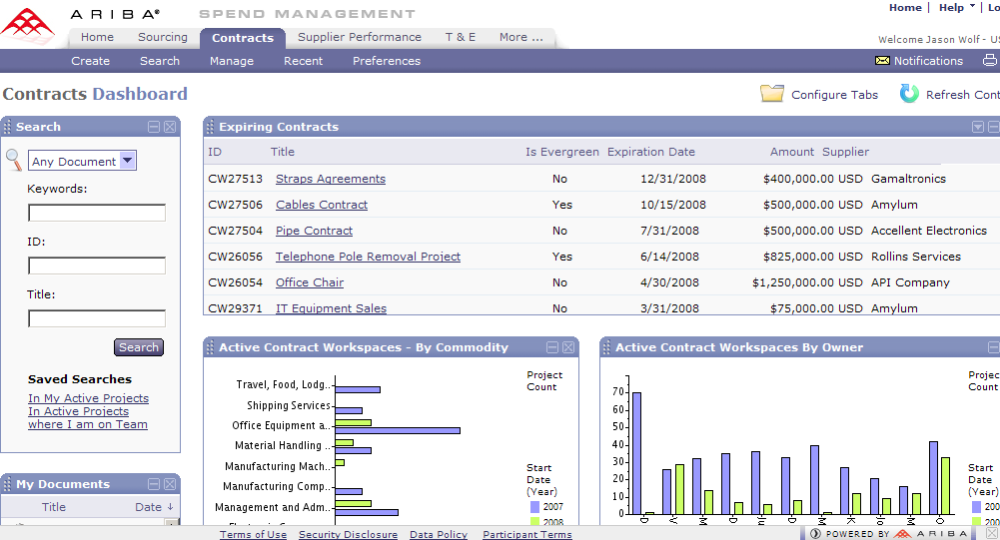 ARIBA® SPEND MANAGEMENT
Home | Help | Lo
Home Sourcing Contracts Supplier Performance T & E More ...
Welcome Jason Wolf - US
Create Search Manage Recent Preferences Notifications
Contracts Dashboard
Configure Tabs Refresh Cont
Search
Any Document
Keywords:
ID:
Title:
Search
Saved Searches
In My Active Projects
In Active Projects
where I am on Team
My Documents
Title Date ↓
Expiring Contracts
ID Title Is Evergreen Expiration Date Amount Supplier
CW27513 Straps Agreements No 12/31/2008 $400,000.00 USD Gamaltronics
CW27506 Cables Contract Yes 10/15/2008 $500,000.00 USD Amylum
CW27504 Pipe Contract No 7/31/2008 $500,000.00 USD Accellent Electronics
CW26056 Telephone Pole Removal Project Yes 6/14/2008 $825,000.00 USD Rollins Services
CW26054 Office Chair No 4/30/2008 $1,250,000.00 USD API Company
CW29371 IT Equipment Sales No 3/31/2008 $75,000.00 USD Amylum
Active Contract Workspaces - By Commodity
Travel, Food, Lodg..
Shipping Services
Office Equipment a..
Material Handling ..
Manufacturing Mach..
Manufacturing Comp..
Management and Adm..
Project
Count
Start
Date
(Year)
2007
2008
Active Contract Workspaces By Owner
70
60
50
40
30
20
10
0
D V M D Ju D M K Jo M O
Projec
Count
Start
Date
(Year)
200
200
Terms of Use Security Disclosure Data Policy Participant Terms
POWERED BY ARIBA